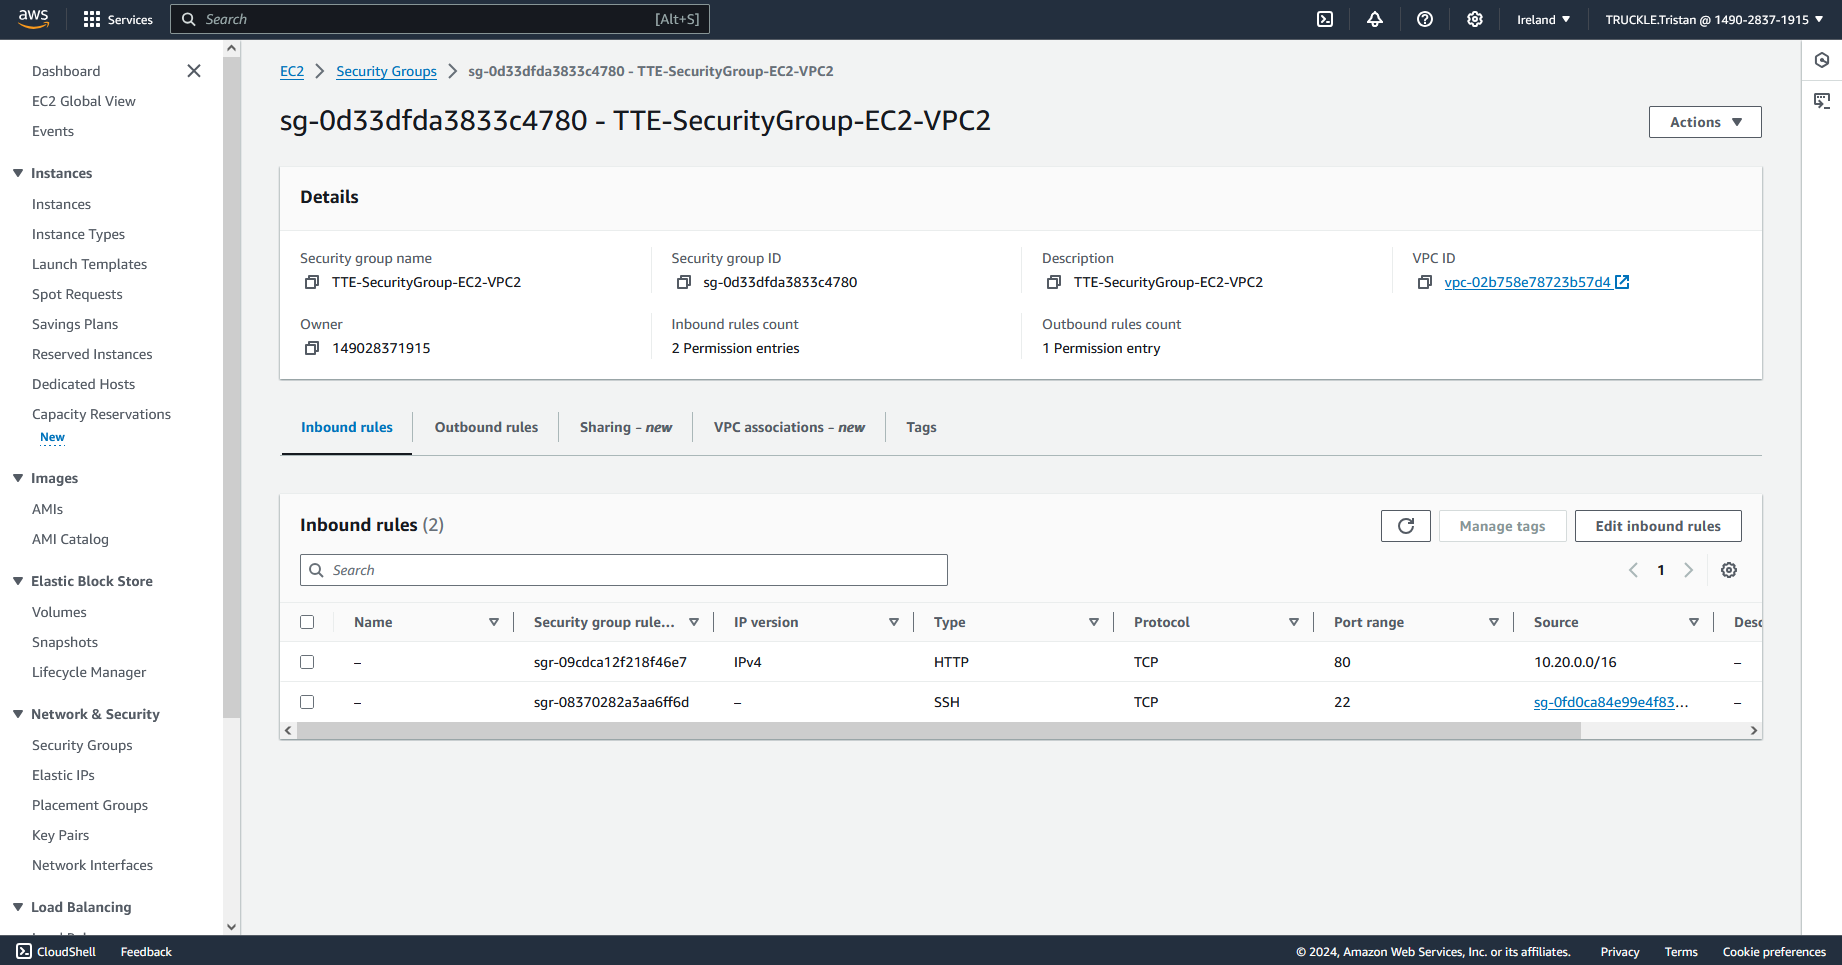 aws
Services
Search
[Alt+S]
Ireland
TRUCKLE.Tristan @ 1490-2837-1915
Dashboard
EC2 Global View
Events
Instances
Instances
Instance Types
Launch Templates
Spot Requests
Savings Plans
Reserved Instances
Dedicated Hosts
Capacity Reservations
New
Images
AMIs
AMI Catalog
Elastic Block Store
Volumes
Snapshots
Lifecycle Manager
Network & Security
Security Groups
Elastic IPs
Placement Groups
Key Pairs
Network Interfaces
Load Balancing
EC2 > Security Groups > sg-0d33dfda3833c4780 - TTE-SecurityGroup-EC2-VPC2
sg-0d33dfda3833c4780 - TTE-SecurityGroup-EC2-VPC2
Actions
Details
Security group name
TTE-SecurityGroup-EC2-VPC2
Security group ID
sg-0d33dfda3833c4780
Description
TTE-SecurityGroup-EC2-VPC2
VPC ID
vpc-02b758e78723b57d4
Owner
149028371915
Inbound rules count
2 Permission entries
Outbound rules count
1 Permission entry
Inbound rules
Outbound rules
Sharing - new
VPC associations - new
Tags
Inbound rules (2)
Manage tags
Edit inbound rules
Search
1
Name Security group rule... IP version Type Protocol Port range Source Desc
– sgr-09cdca12f218f46e7 IPv4 HTTP TCP 80 10.20.0.0/16 –
– sgr-08370282a3aa6ff6d – SSH TCP 22 sg-0fd0ca84e99e4f83... –
CloudShell
Feedback
© 2024, Amazon Web Services, Inc. or its affiliates.
Privacy
Terms
Cookie preferences